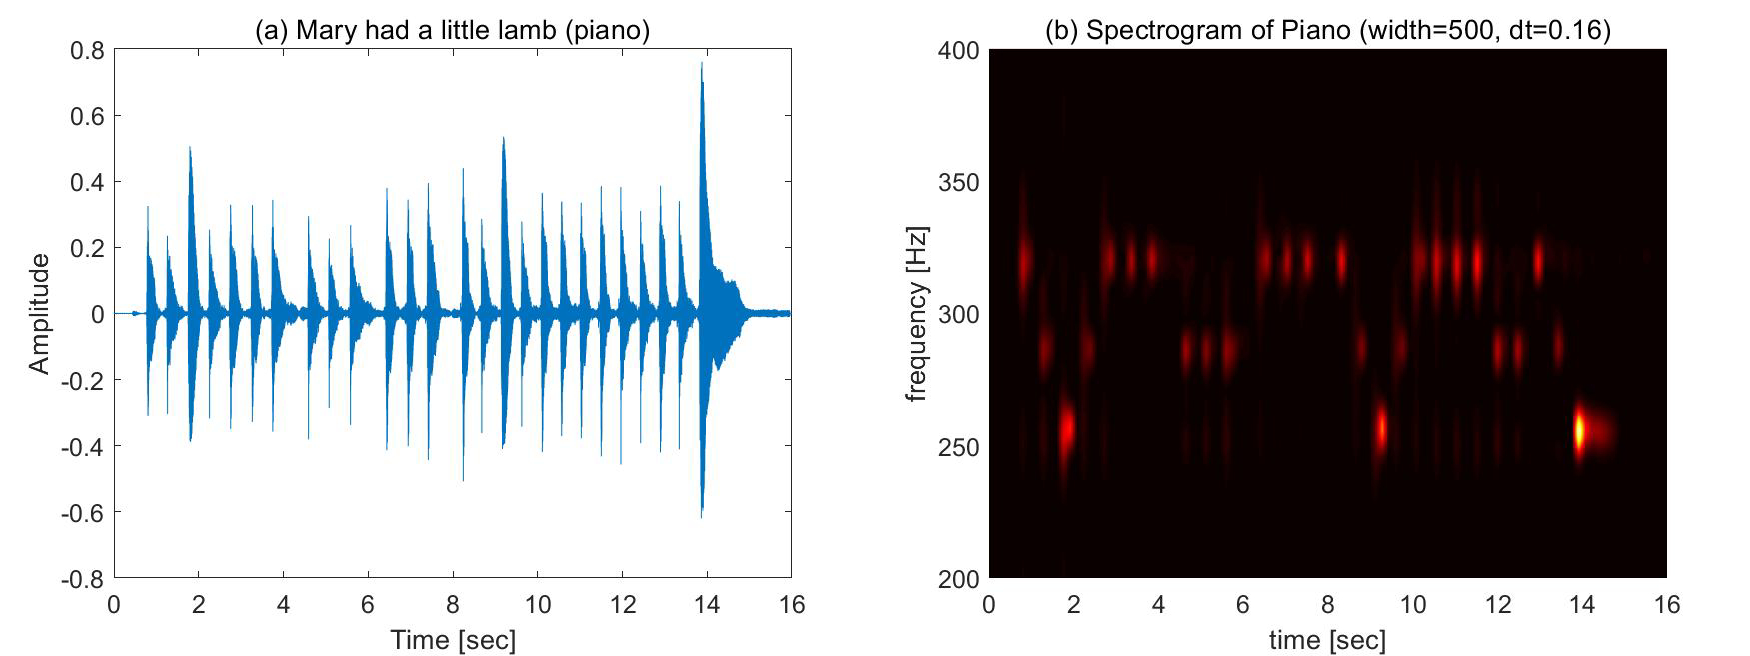 (a) Mary had a little lamb (piano)
0.8
0.6
0.4
0.2
0
-0.2
-0.4
-0.6
-0.8
Amplitude
0 2 4 6 8 10 12 14 16
Time [sec]
(b) Spectrogram of Piano (width=500, dt=0.16)
400
350
300
250
200
frequency [Hz]
0 2 4 6 8 10 12 14 16
time [sec]